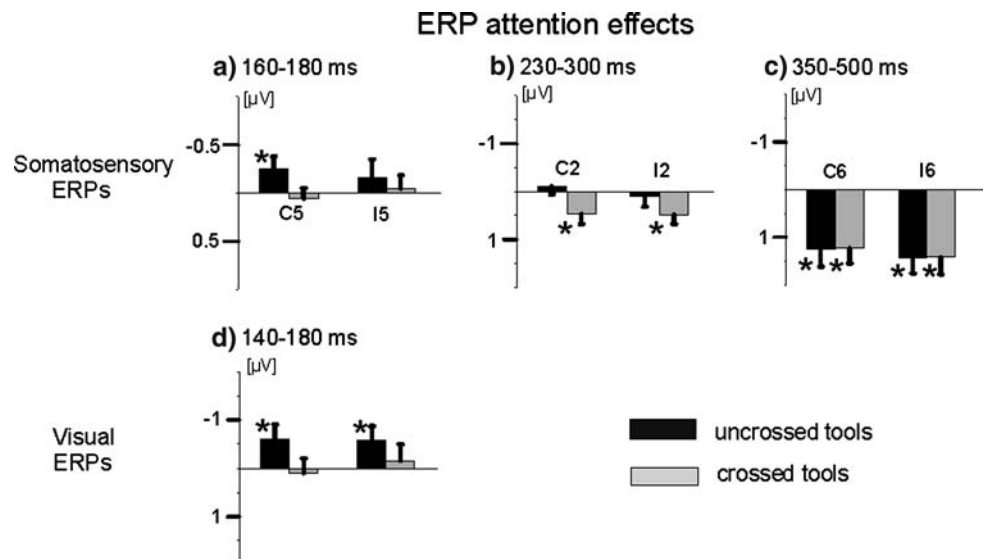 ERP attention effects
a) 160-180 ms
b) 230-300 ms
c) 350-500 ms
[µV]
[µV]
[µV]
Somatosensory
ERPs
-0.5
*
C5
I5
0.5
-1
C2
I2
*
*
1
-1
C6
I6
1
* *
* *
d) 140-180 ms
[µV]
Visual
ERPs
-1
*
*
1
uncrossed tools
crossed tools